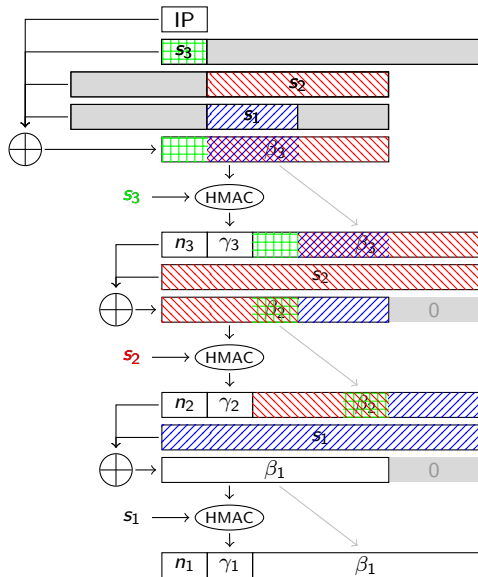 IP
s₃
s₂
s₁
β₃
s₃ HMAC
n₃ γ₃ β₃
s₂
β₂ 0
s₂ HMAC
n₂ γ₂ β₂
s₁
β₁ 0
s₁ HMAC
n₁ γ₁ β₁